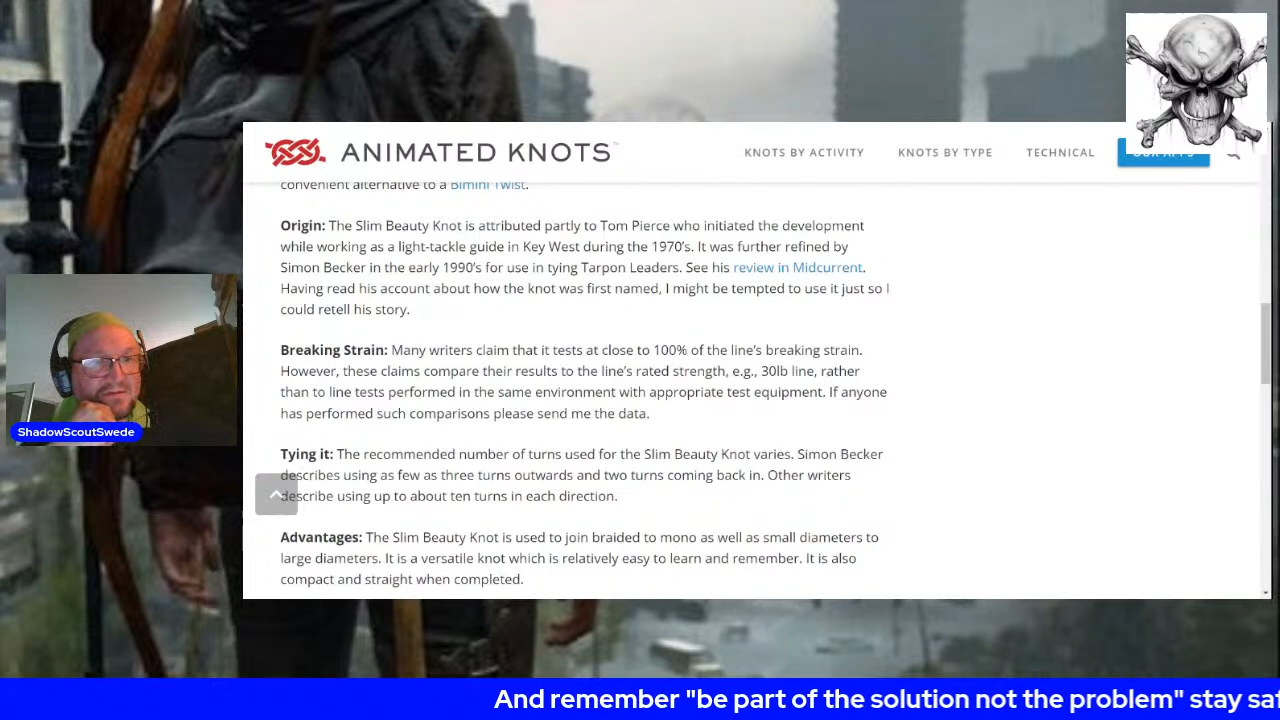 ANIMATED KNOTS™
KNOTS BY ACTIVITY
KNOTS BY TYPE
TECHNICAL
OUR APPS
convenient alternative to a Bimini Twist.
Origin: The Slim Beauty Knot is attributed partly to Tom Pierce who initiated the development
while working as a light-tackle guide in Key West during the 1970’s. It was further refined by
Simon Becker in the early 1990’s for use in tying Tarpon Leaders. See his review in Midcurrent.
Having read his account about how the knot was first named, I might be tempted to use it just so I
could retell his story.
Breaking Strain: Many writers claim that it tests at close to 100% of the line’s breaking strain.
However, these claims compare their results to the line’s rated strength, e.g., 30lb line, rather
than to line tests performed in the same environment with appropriate test equipment. If anyone
has performed such comparisons please send me the data.
Tying it: The recommended number of turns used for the Slim Beauty Knot varies. Simon Becker
describes using as few as three turns outwards and two turns coming back in. Other writers
describe using up to about ten turns in each direction.
Advantages: The Slim Beauty Knot is used to join braided to mono as well as small diameters to
large diameters. It is a versatile knot which is relatively easy to learn and remember. It is also
compact and straight when completed.
ShadowScoutSwede
And remember "be part of the solution not the problem" stay saf